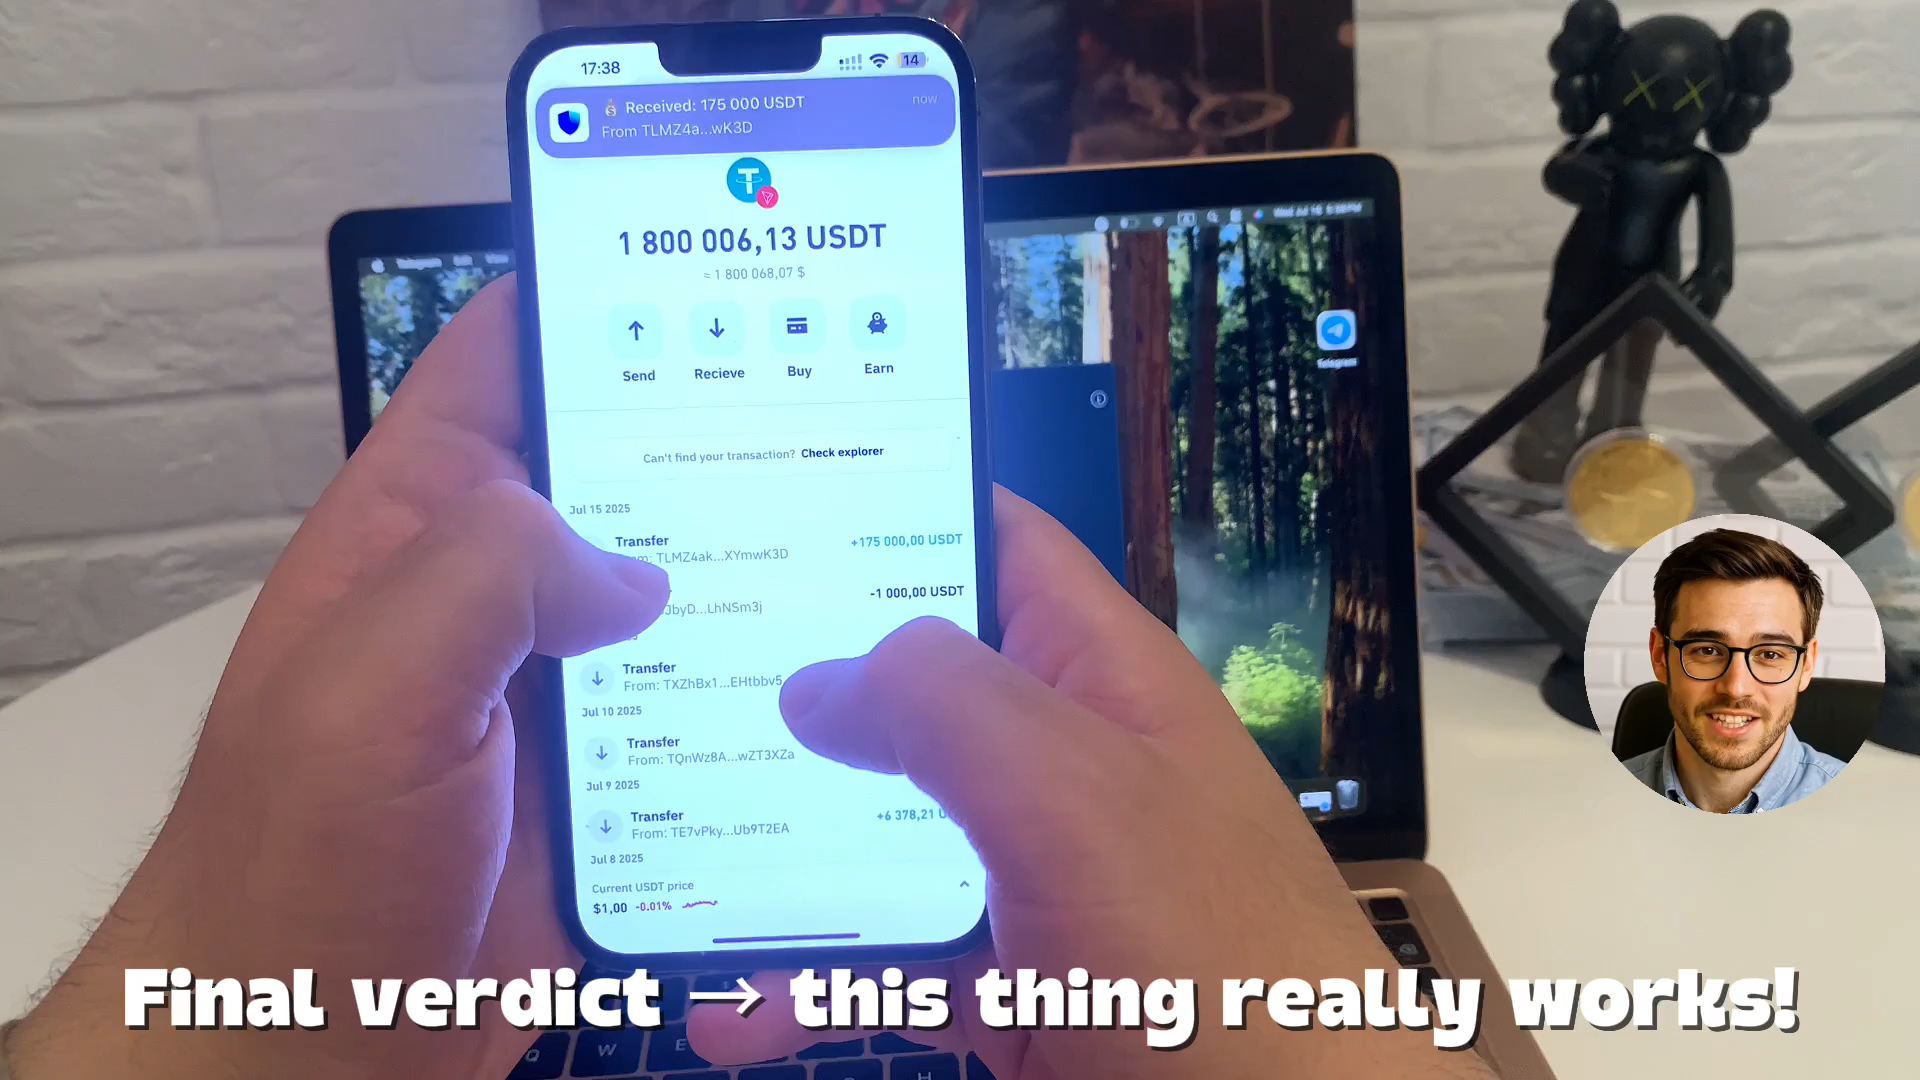 17:38
14
Received: 175 000 USDT
now
From TLMZ4a...wK3D
1 800 006,13 USDT
≈ 1 800 068,07 $
Send
Recieve
Buy
Earn
Can't find your transaction? Check explorer
Jul 15 2025
Transfer
+175 000,00 USDT
TLMZ4ak...XYmwK3D
-1 000,00 USDT
JbyD...LhNSm3j
Transfer
From: TXZhBx1...EHtbbv5
Jul 10 2025
Transfer
From: TQnWz8A...wZT3XZa
Jul 9 2025
Transfer
+6 378,21
From: TE7vPky...Ub9T2EA
Jul 8 2025
Current USDT price
$1,00 -0.01%
Telegram
Final verdict → this thing really works!
Q W E
H